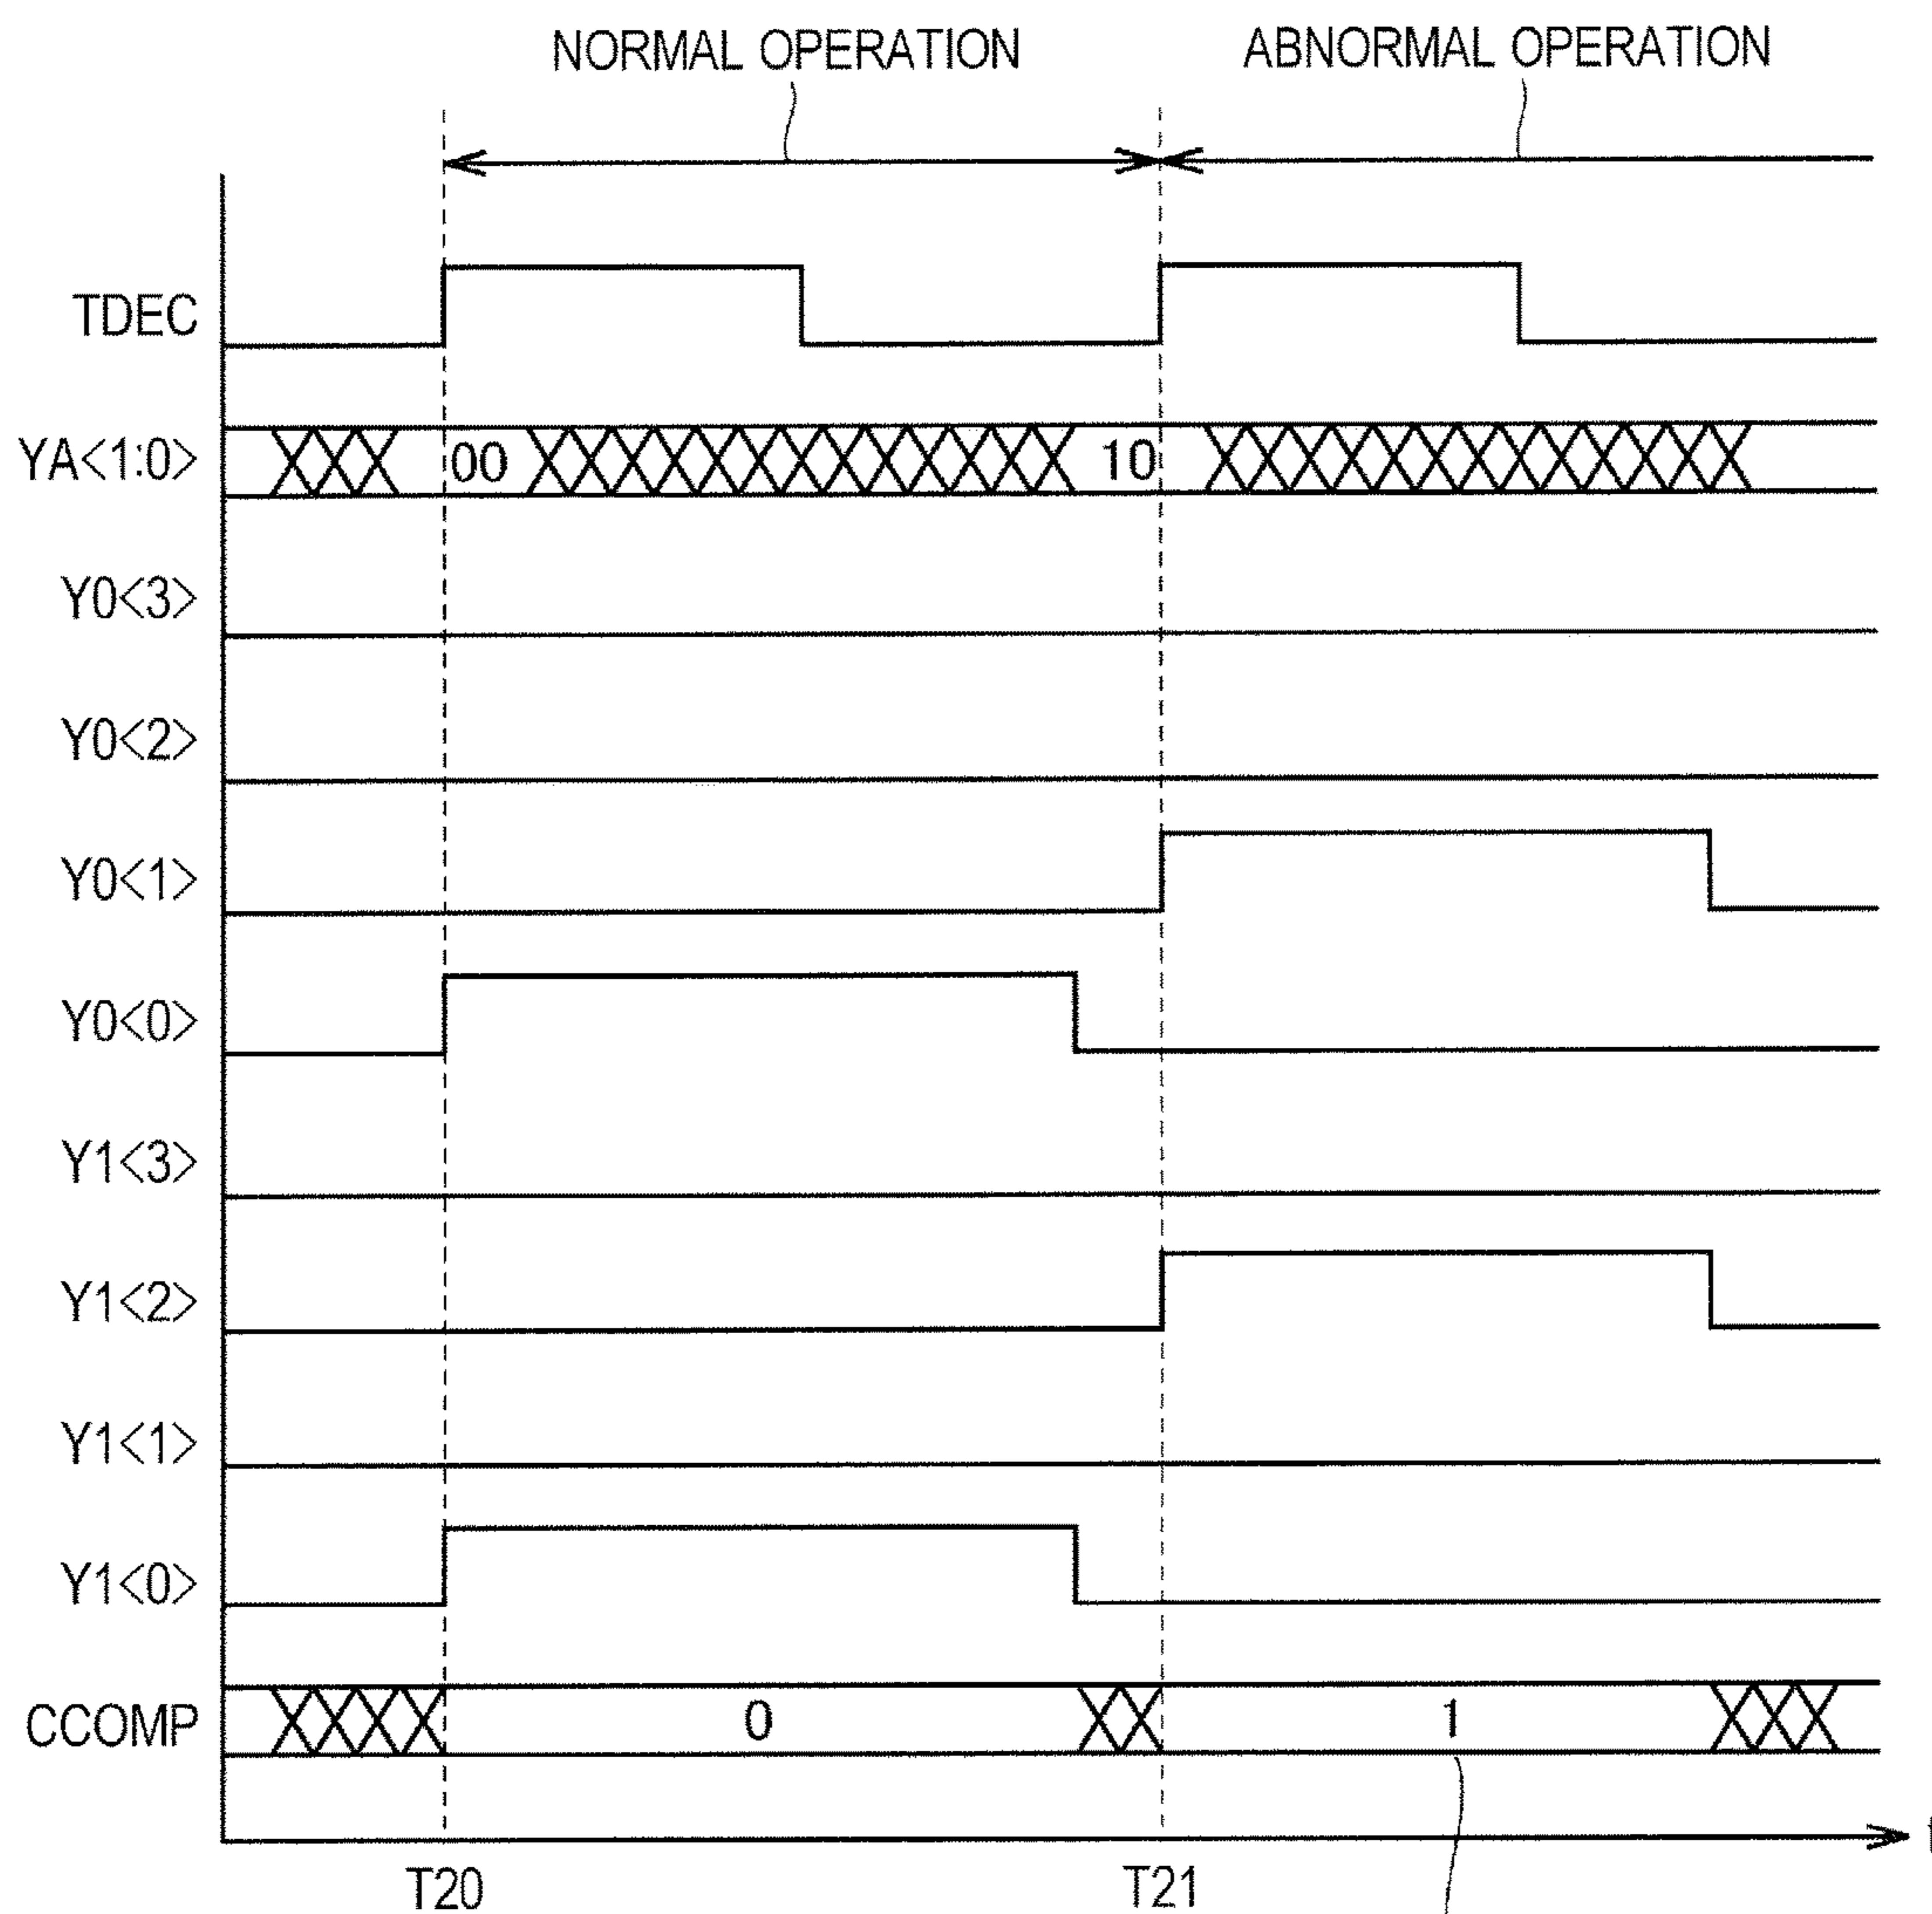 NORMAL OPERATION ABNORMAL OPERATION
TDEC
YA<1:0> 00 10
Y0<3>
Y0<2>
Y0<1>
Y0<0>
Y1<3>
Y1<2>
Y1<1>
Y1<0>
CCOMP 0 1
t
T20 T21